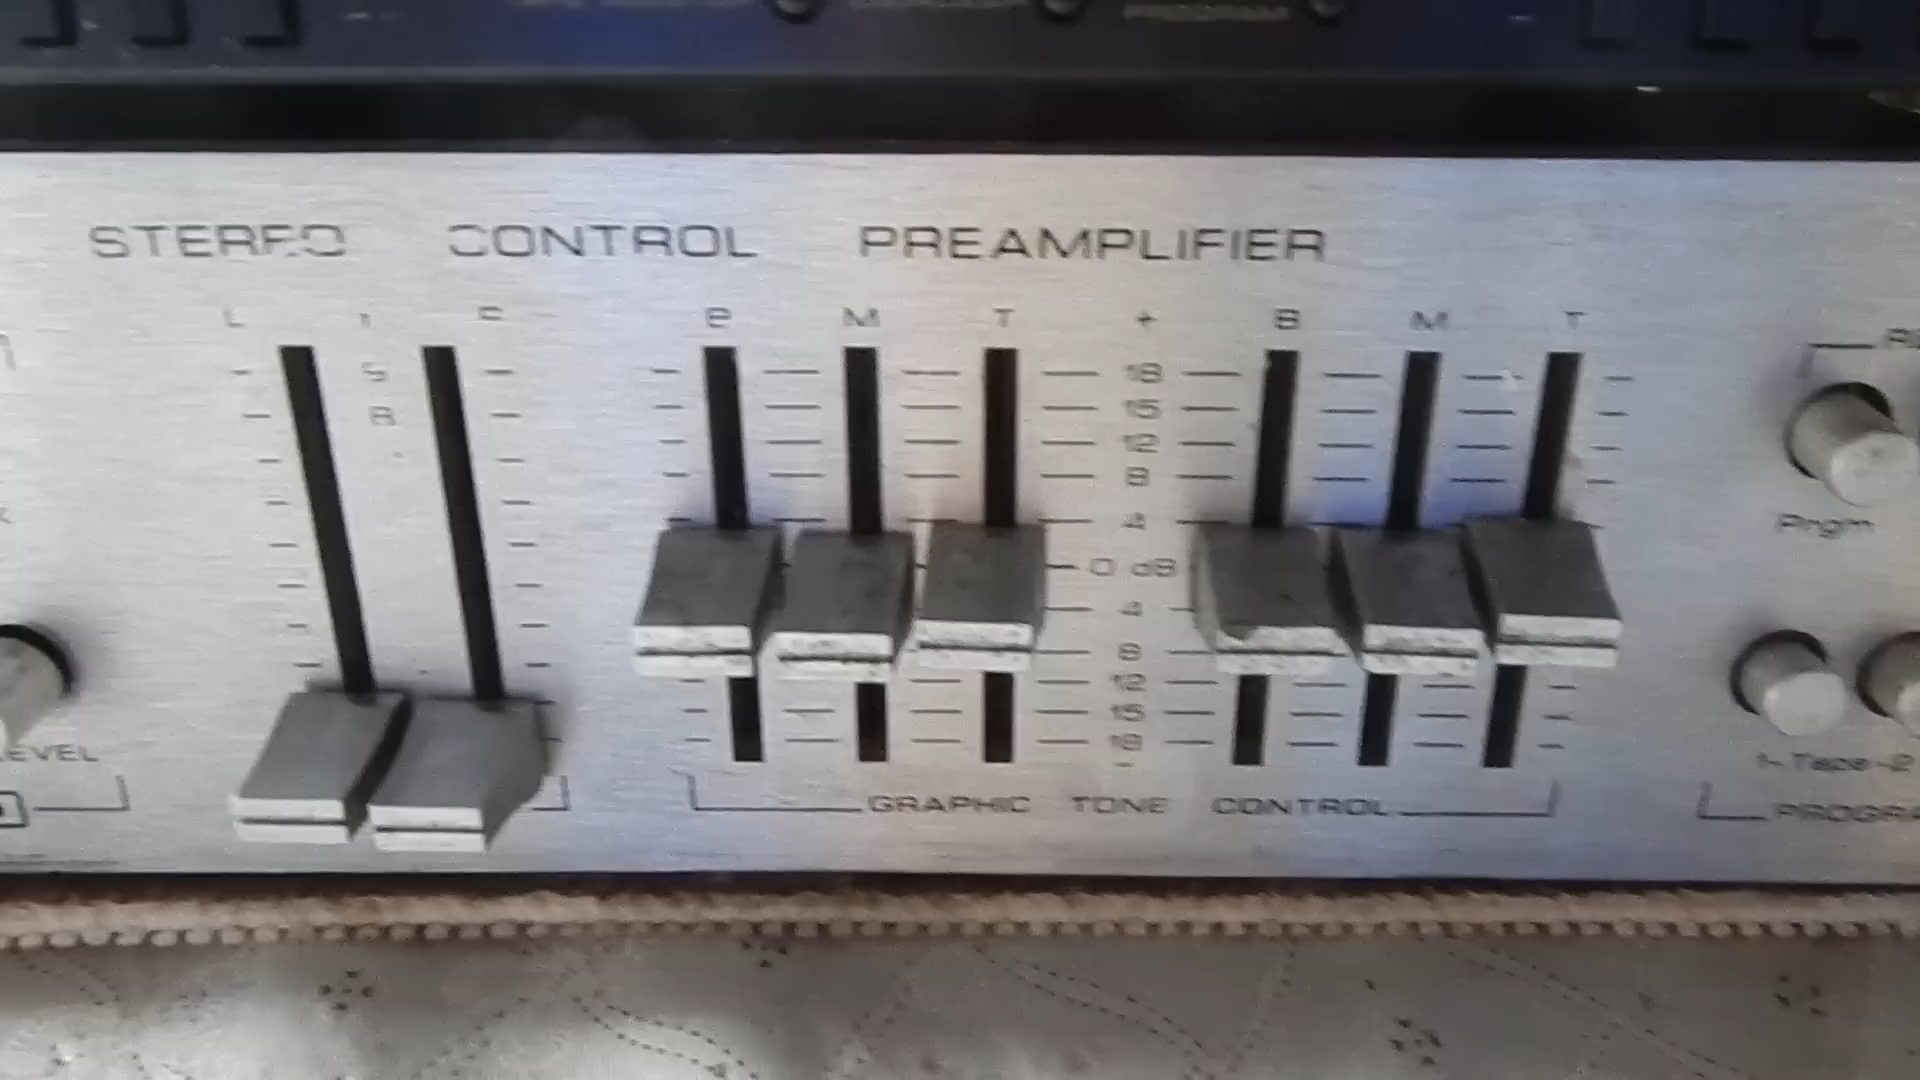 PROGRAM
STEREO CONTROL PREAMPLIFIER
L B M T + B M T
18
15
12
8
4
0 dB
4
8
12
15
18
-
Prgm
LEVEL
1-Tape-2
GRAPHIC TONE CONTROL